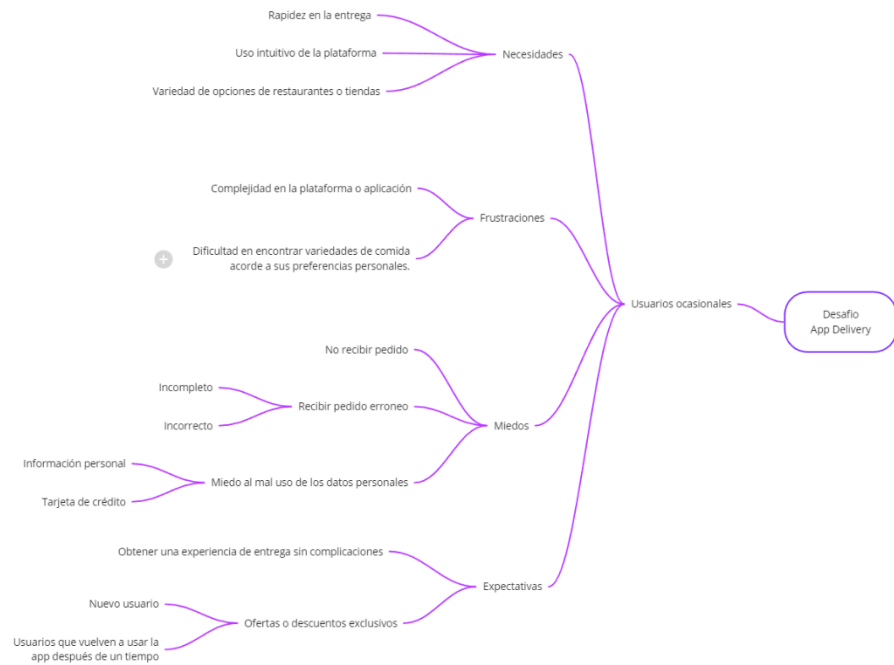 Rapidez en la entrega
Uso intuitivo de la plataforma
Necesidades
Variedad de opciones de restaurantes o tiendas
Complejidad en la plataforma o aplicación
Frustraciones
Dificultad en encontrar variedades de comida
acorde a sus preferencias personales.
Usuarios ocasionales
Desafio
App Delivery
No recibir pedido
Incompleto
Recibir pedido erroneo
Incorrecto
Miedos
Información personal
Miedo al mal uso de los datos personales
Tarjeta de crédito
Obtener una experiencia de entrega sin complicaciones
Expectativas
Nuevo usuario
Ofertas o descuentos exclusivos
Usuarios que vuelven a usar la
app después de un tiempo